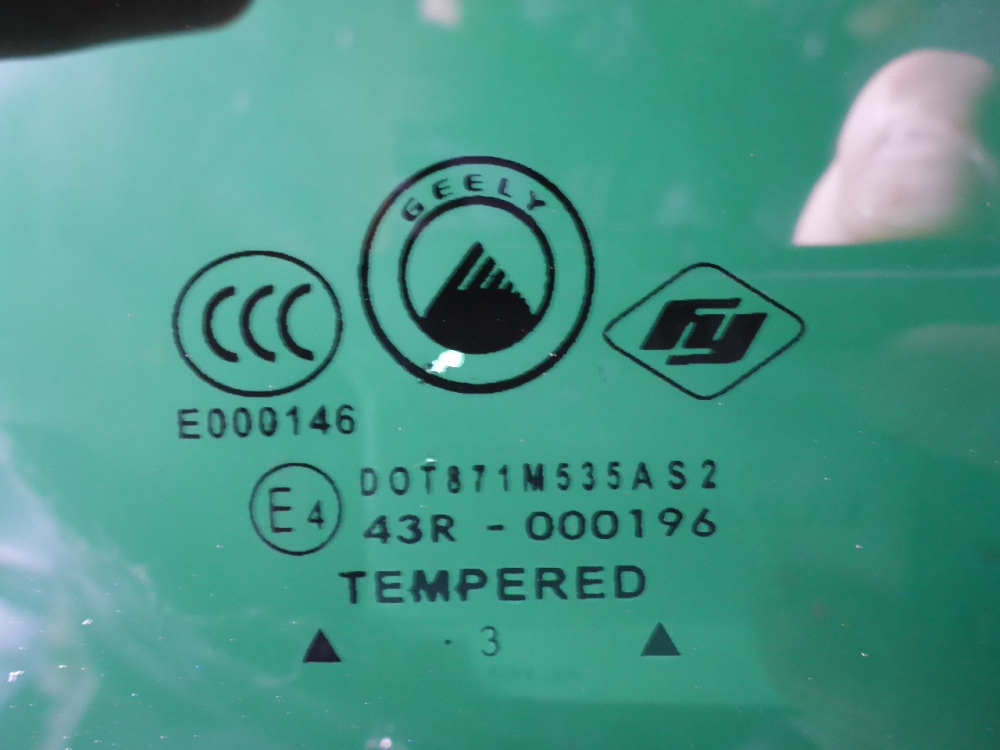 GEELY
CCC
fy
E000146
E4
DOT871M535AS2
43R - 000196
TEMPERED
· 3